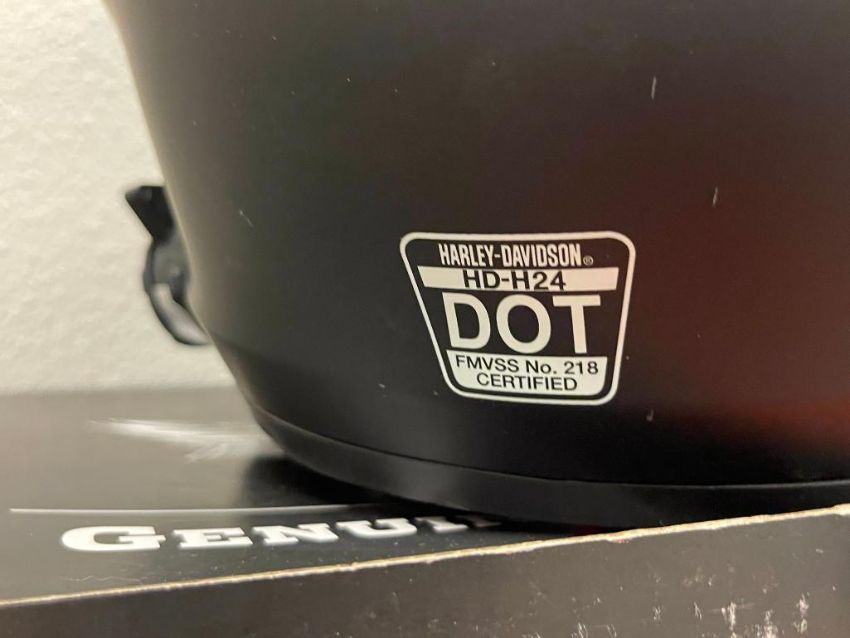 HARLEY-DAVIDSON®
HD-H24
DOT
FMVSS No. 218
CERTIFIED